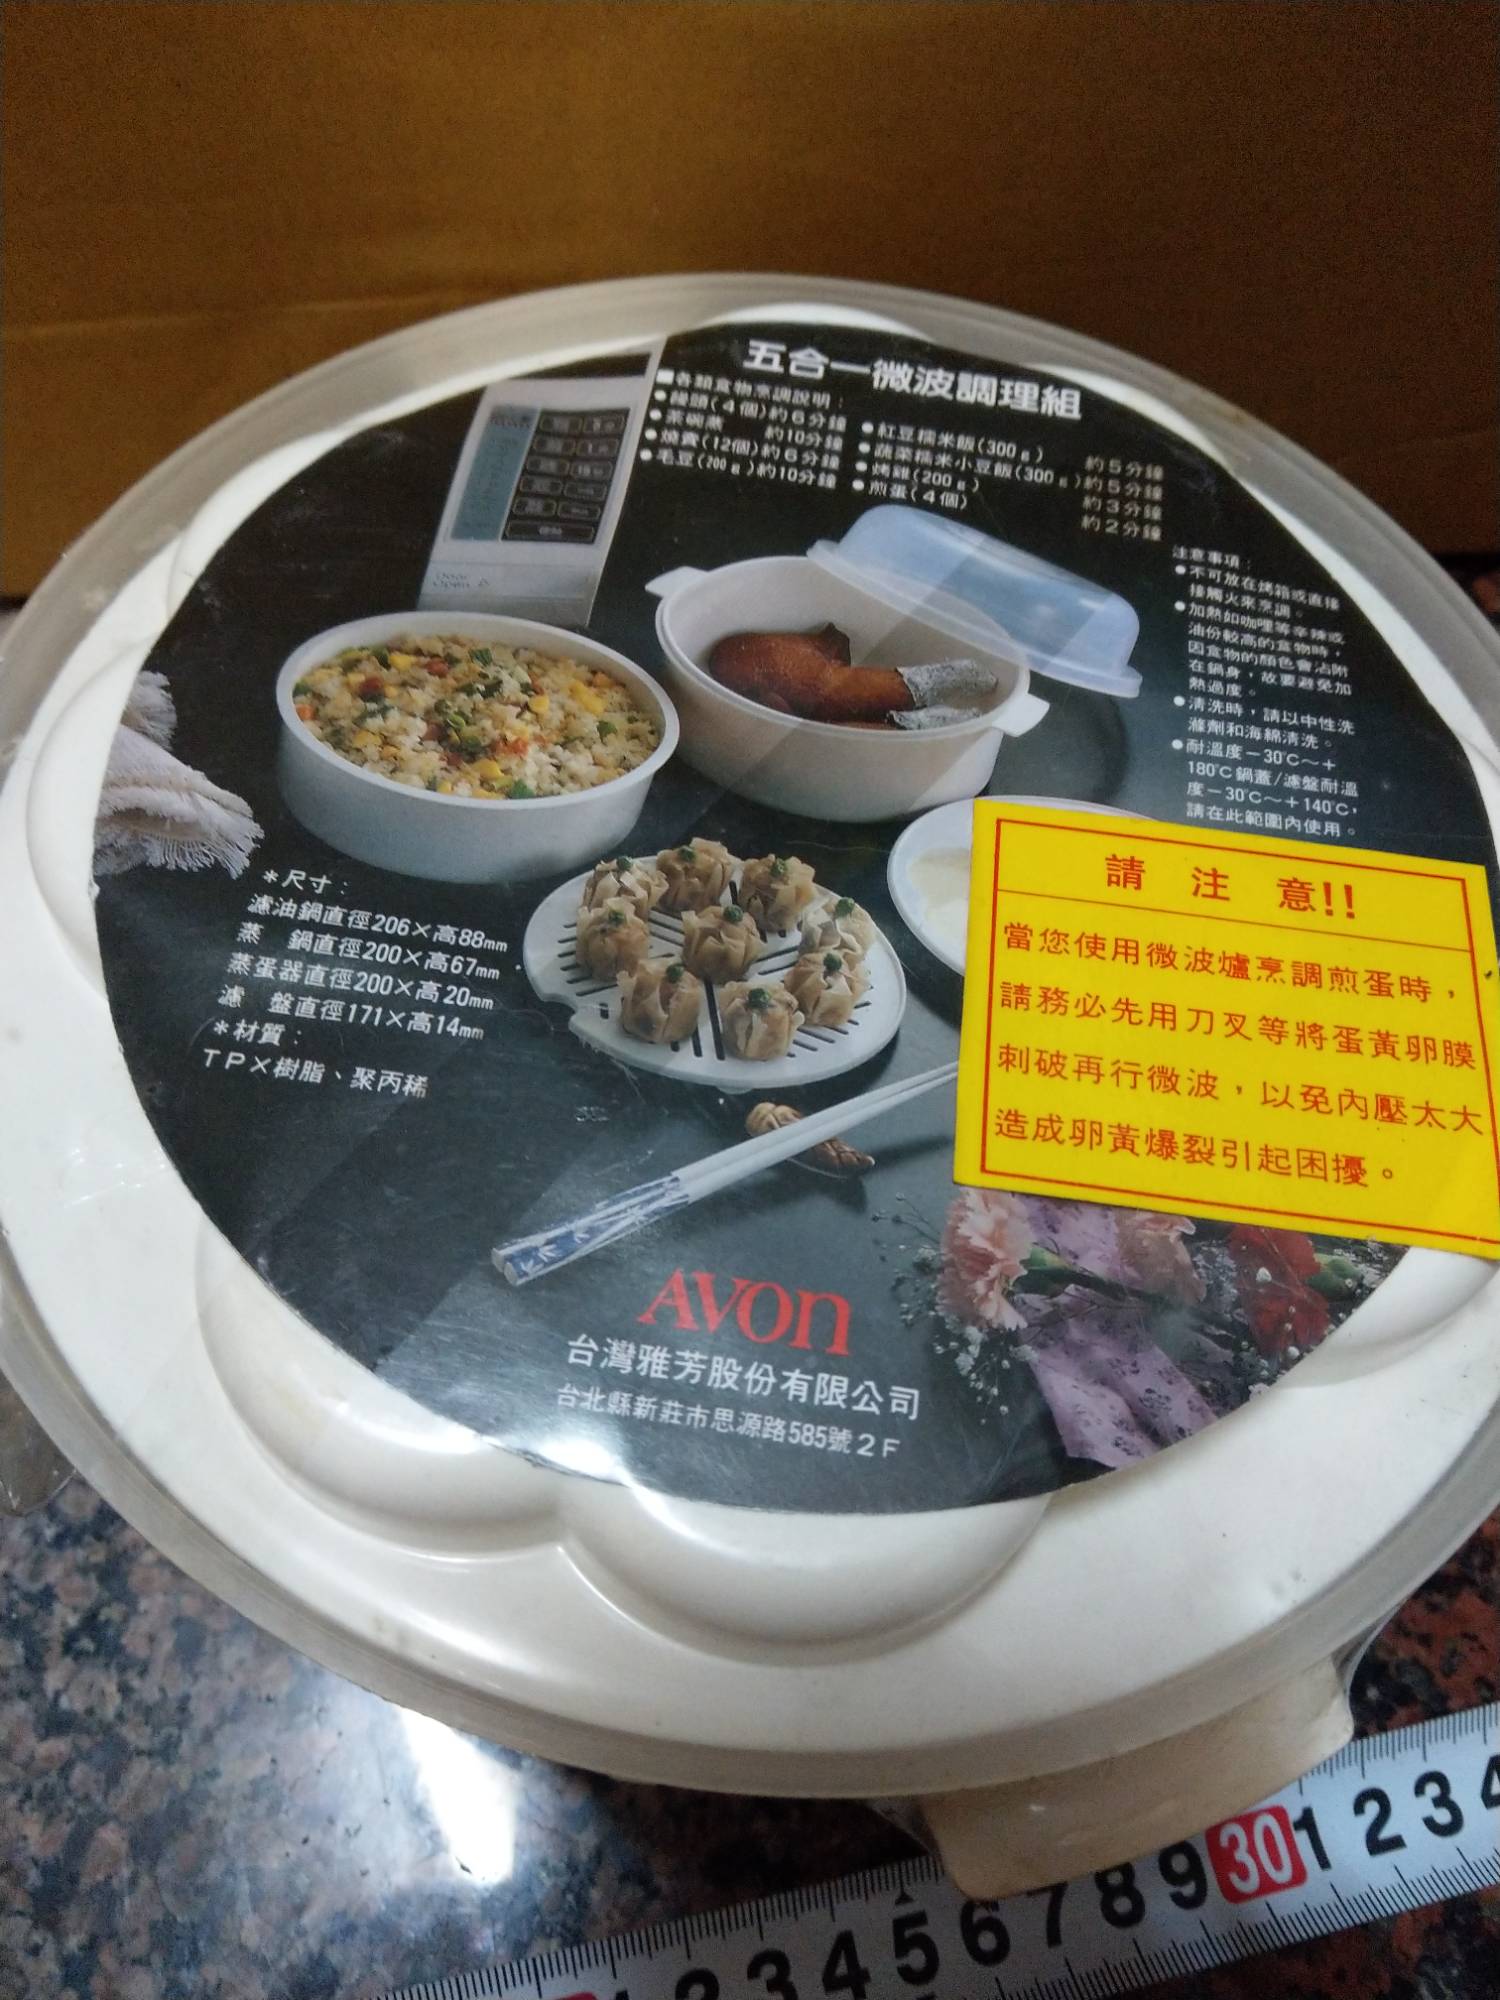 五合一微波調理組
■各類食物烹調說明：
●饅頭(4個)約6分鐘
●茶碗蒸 約10分鐘
●燒賣(12個)約6分鐘
●毛豆(200g)約10分鐘
●紅豆糯米飯(300g) 約5分鐘
●蔬菜糯米小豆飯(300g)約5分鐘
●烤雞(200g) 約3分鐘
●煎蛋(4個) 約2分鐘
注意事項：
●不可放在烤箱或直接
接觸火來烹調。
●加熱如咖哩等辛辣或
油份較高的食物時，
因食物的顏色會沾附
在鍋身，故要避免加
熱過度。
●清洗時，請以中性洗
滌劑和海綿清洗。
●耐溫度－30℃～＋
180℃鍋蓋/濾盤耐溫
度－30℃～＋140℃，
請在此範圍內使用。
＊尺寸：
濾油鍋直徑206×高88mm
蒸 鍋直徑200×高67mm
蒸蛋器直徑200×高20mm
濾 盤直徑171×高14mm
＊材質：
TPX樹脂、聚丙稀
請 注 意!!
當您使用微波爐烹調煎蛋時，
請務必先用刀叉等將蛋黃卵膜
刺破再行微波，以免內壓太大
造成卵黃爆裂引起困擾。
AVON
台灣雅芳股份有限公司
台北縣新莊市思源路585號2F
Door
Open
2 3 4 5 6 7 8 9 30 1 2 3 4